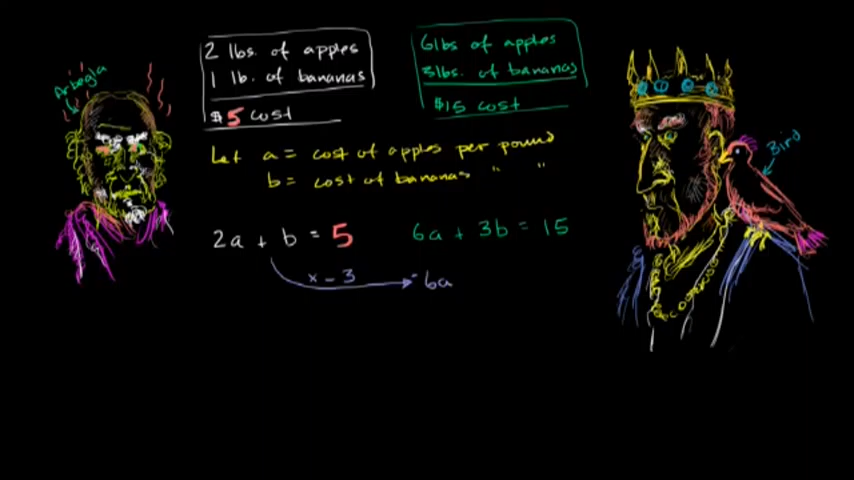 Arbegla
2 lbs. of apples
1 lb. of bananas
$5 cost
6lbs of apples
3lbs. of bananas
$15 cost
Bird
Let a = cost of apples per pound
b = cost of bananas " "
2a + b = 5
6a + 3b = 15
x - 3
-6a